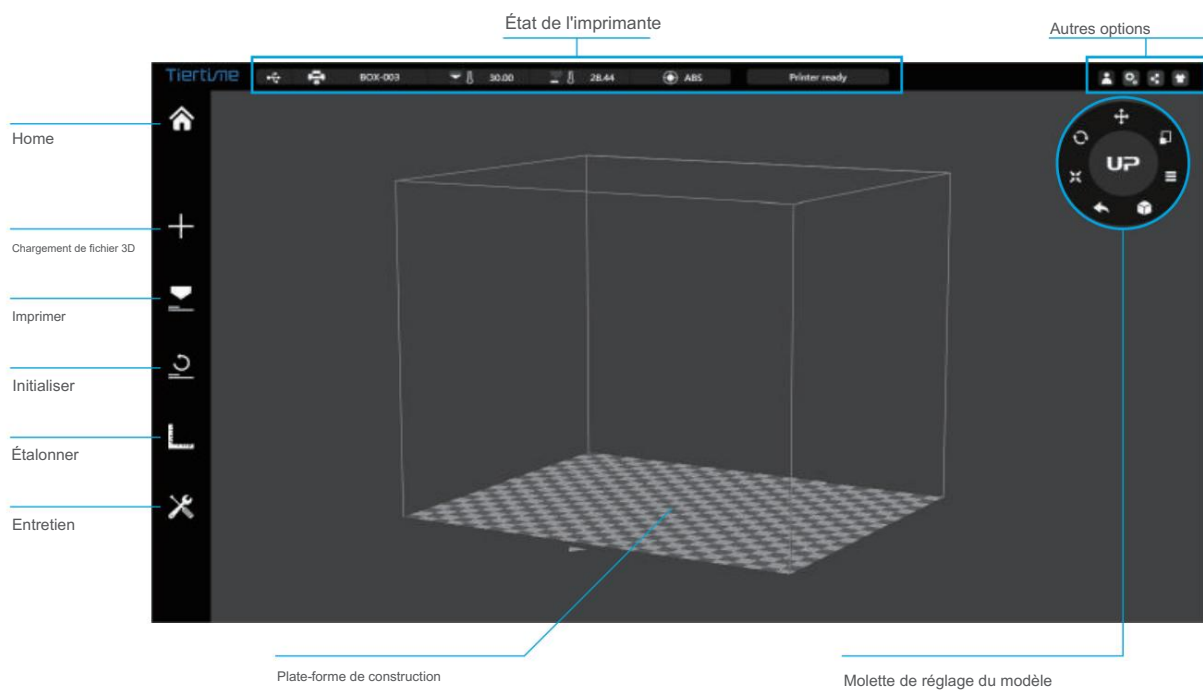 État de l'imprimante
Autres options
Tiertime
BOX-003
30.00
28.44
ABS
Printer ready
Home
UP
Chargement de fichier 3D
Imprimer
Initialiser
Étalonner
Entretien
Plate-forme de construction
Molette de réglage du modèle